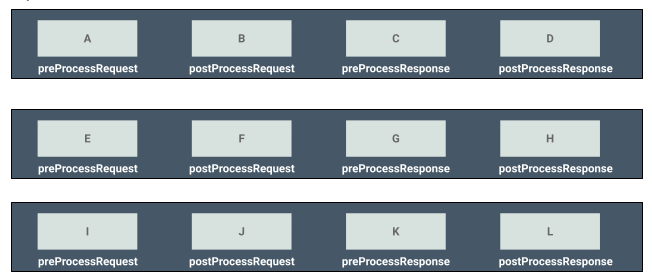 A B C D
preProcessRequest postProcessRequest preProcessResponse postProcessResponse
E F G H
preProcessRequest postProcessRequest preProcessResponse postProcessResponse
I J K L
preProcessRequest postProcessRequest preProcessResponse postProcessResponse